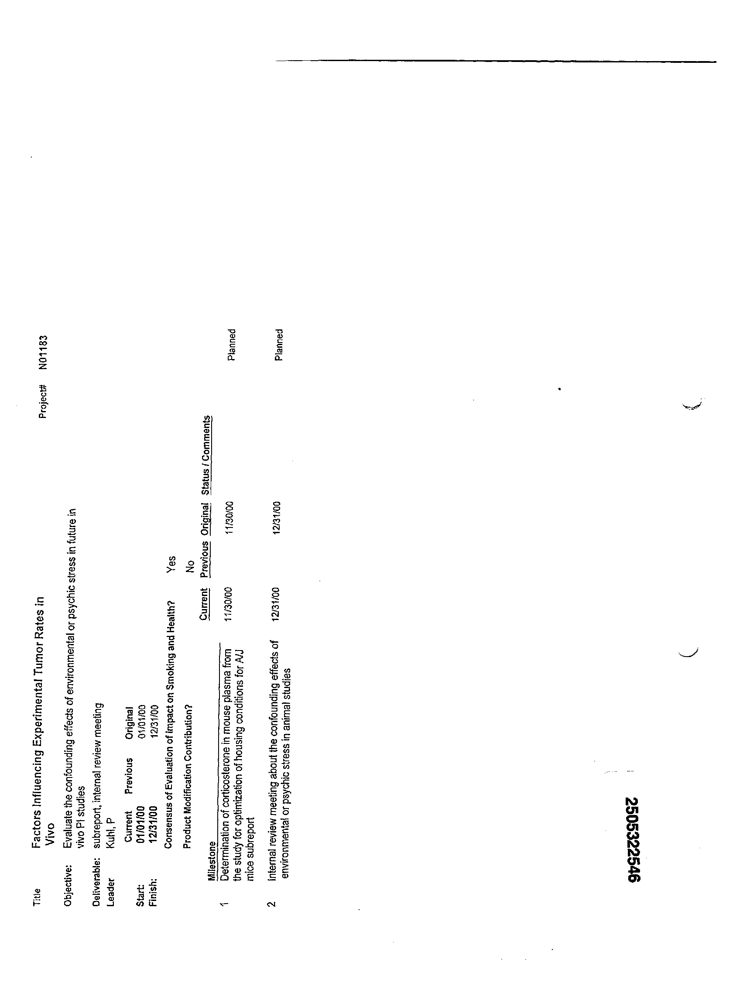 Title Factors Influencing Experimental Tumor Rates in Project# N01183
Vivo
Objective: Evaluate the confounding effects of environmental or psychic stress in future in
vivo PI studies
Deliverable: subreport, internal review meeting
Leader Kuhl, P
Current Previous Original
Start: 01/01/00 01/01/00
Finish: 12/31/00 12/31/00
Consensus of Evaluation of Impact on Smoking and Health? Yes
Product Modification Contribution? No
Milestone Current Previous Original Status / Comments
1 Determination of corticosterone in mouse plasma from 11/30/00 11/30/00 Planned
the study for optimization of housing conditions for A/J
mice subreport
2 Internal review meeting about the confounding effects of 12/31/00 12/31/00 Planned
environmental or psychic stress in animal studies
2505322546